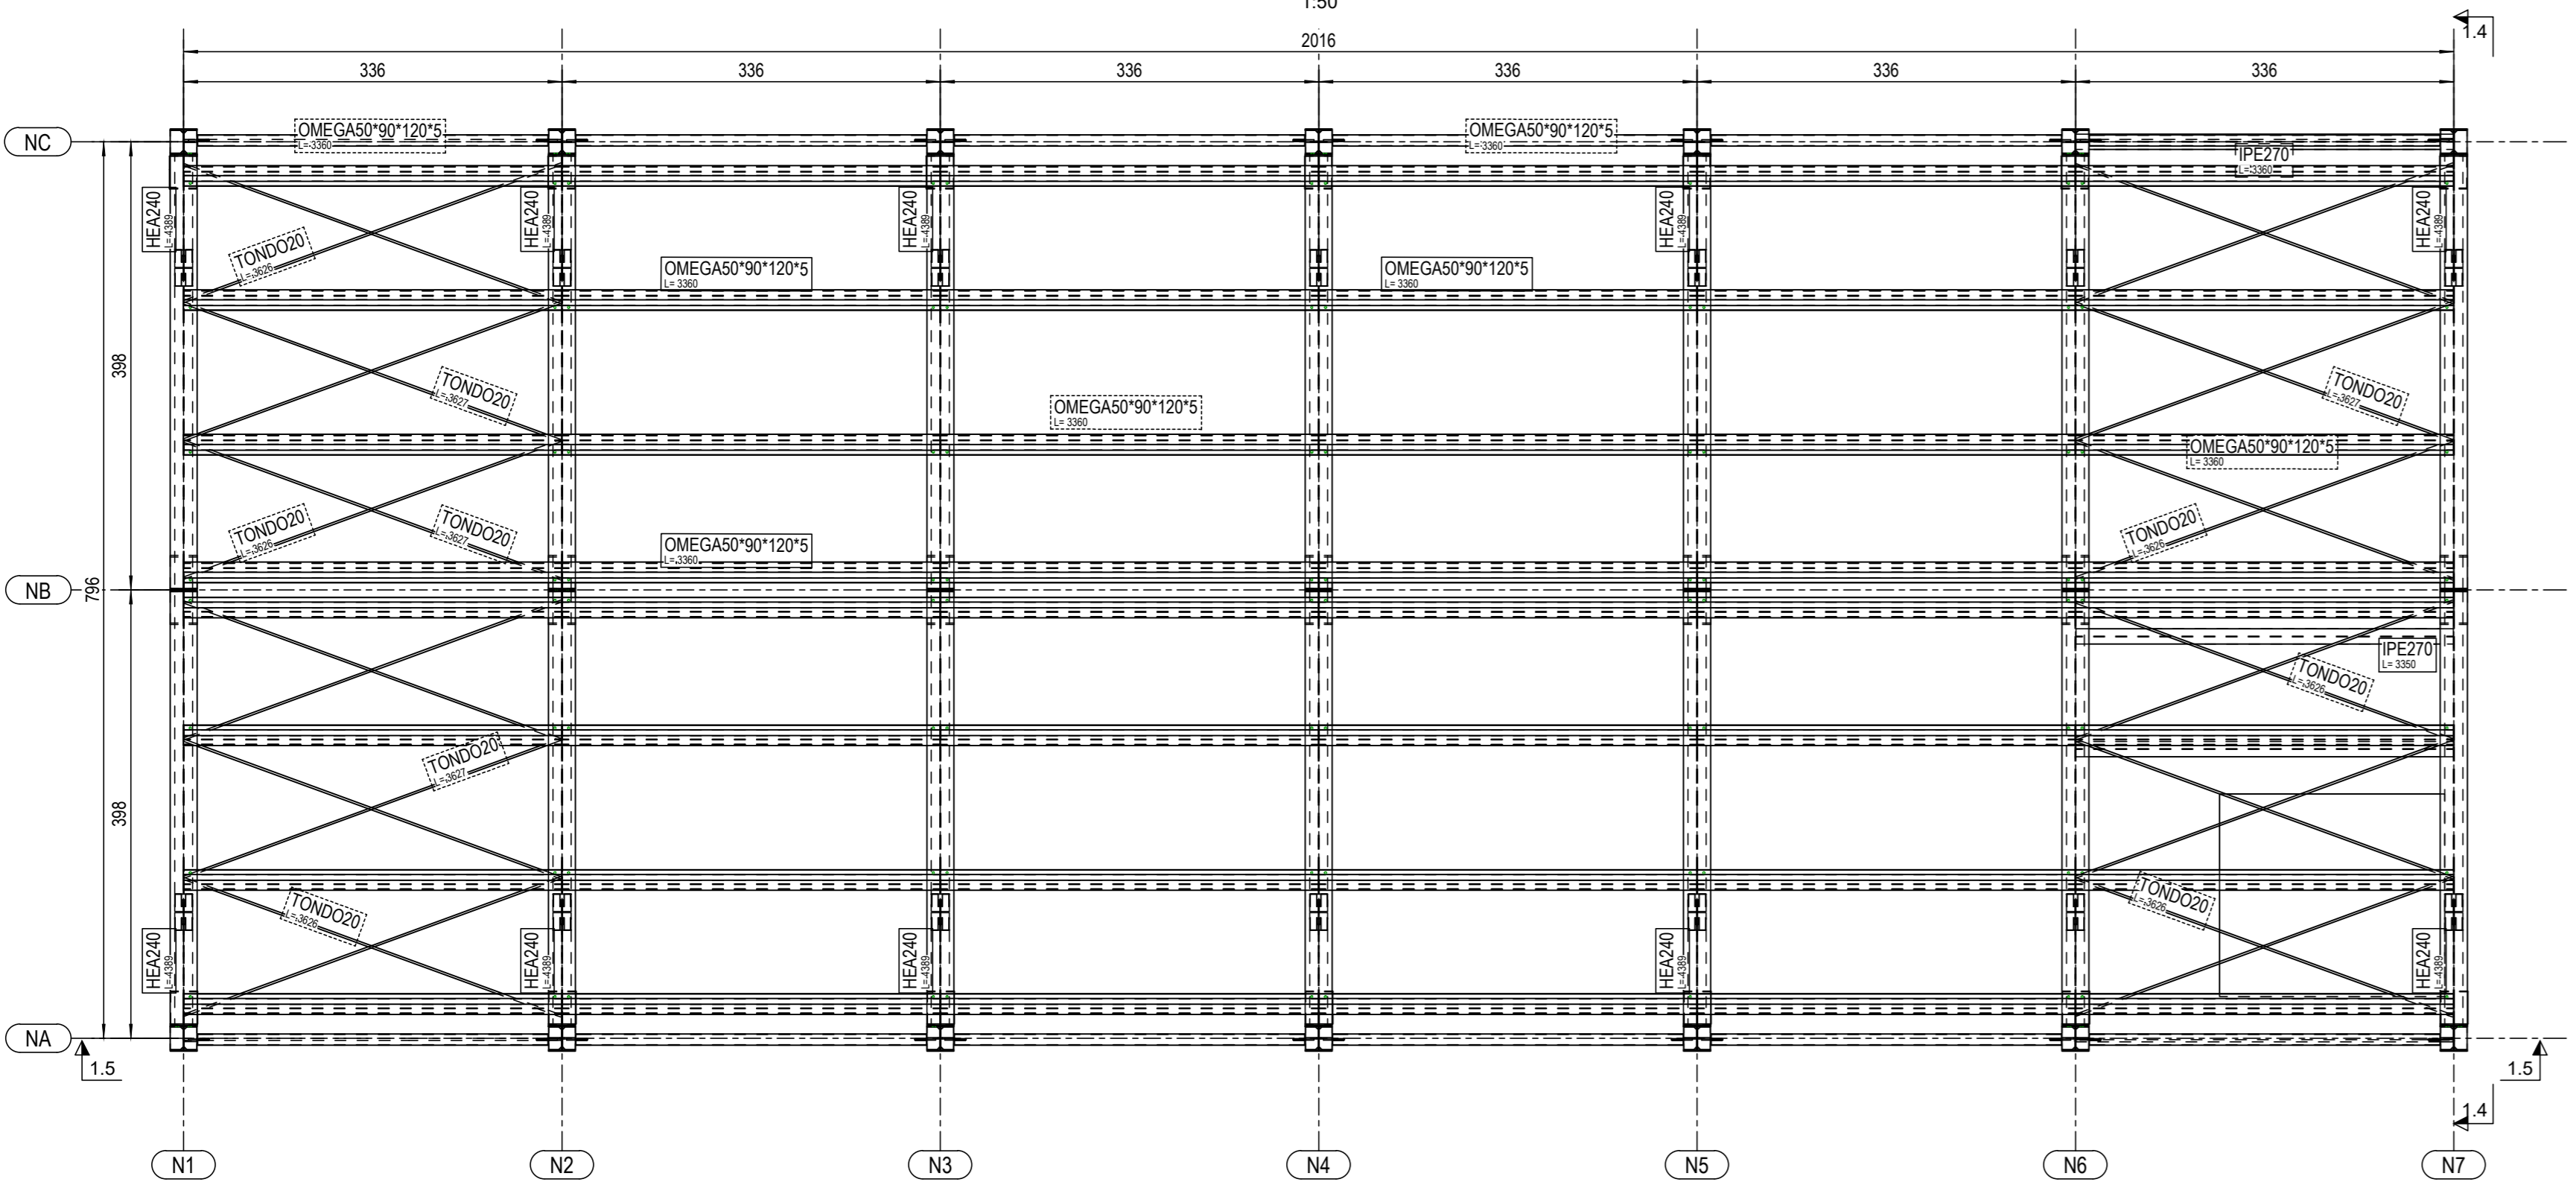 1:50
1.4
2016
336
336
336
336
336
336
NC
OMEGA50*90*120*5
L= 3360
OMEGA50*90*120*5
L= 3360
IPE270
L= 3360
HEA240
L= 4389
HEA240
L= 4389
HEA240
L= 4389
HEA240
L= 4389
HEA240
L= 4389
TONDO20
L= 3626
OMEGA50*90*120*5
L= 3360
OMEGA50*90*120*5
L= 3360
398
TONDO20
L= 3627
OMEGA50*90*120*5
L= 3360
TONDO20
L= 3627
OMEGA50*90*120*5
L= 3360
TONDO20
L= 3626
TONDO20
L= 3627
OMEGA50*90*120*5
L= 3360
TONDO20
L= 3626
NB
796
IPE270
L= 3350
TONDO20
L= 3626
TONDO20
L= 3627
398
TONDO20
L= 3626
TONDO20
L= 3626
HEA240
L= 4389
HEA240
L= 4389
HEA240
L= 4389
HEA240
L= 4389
HEA240
L= 4389
NA
1.5
1.5
1.4
N1
N2
N3
N4
N5
N6
N7